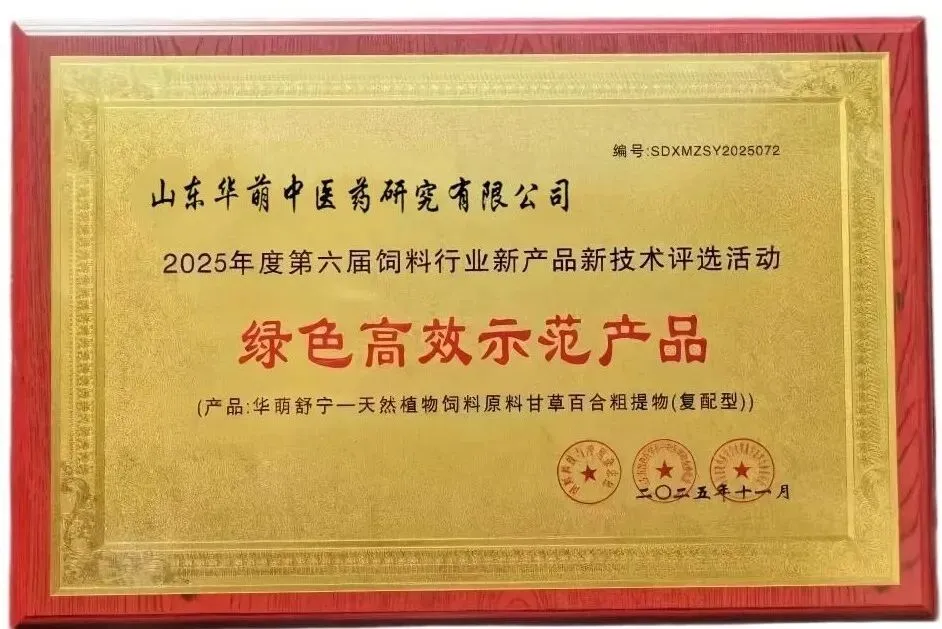 编号:SDXMZSY2025072
山东华萌中医药研究有限公司
2025年度第六届饲料行业新产品新技术评选活动
绿色高效示范产品
(产品:华萌舒宁一天然植物饲料原料甘草百合粗提物(复配型))
二〇二五年十一月